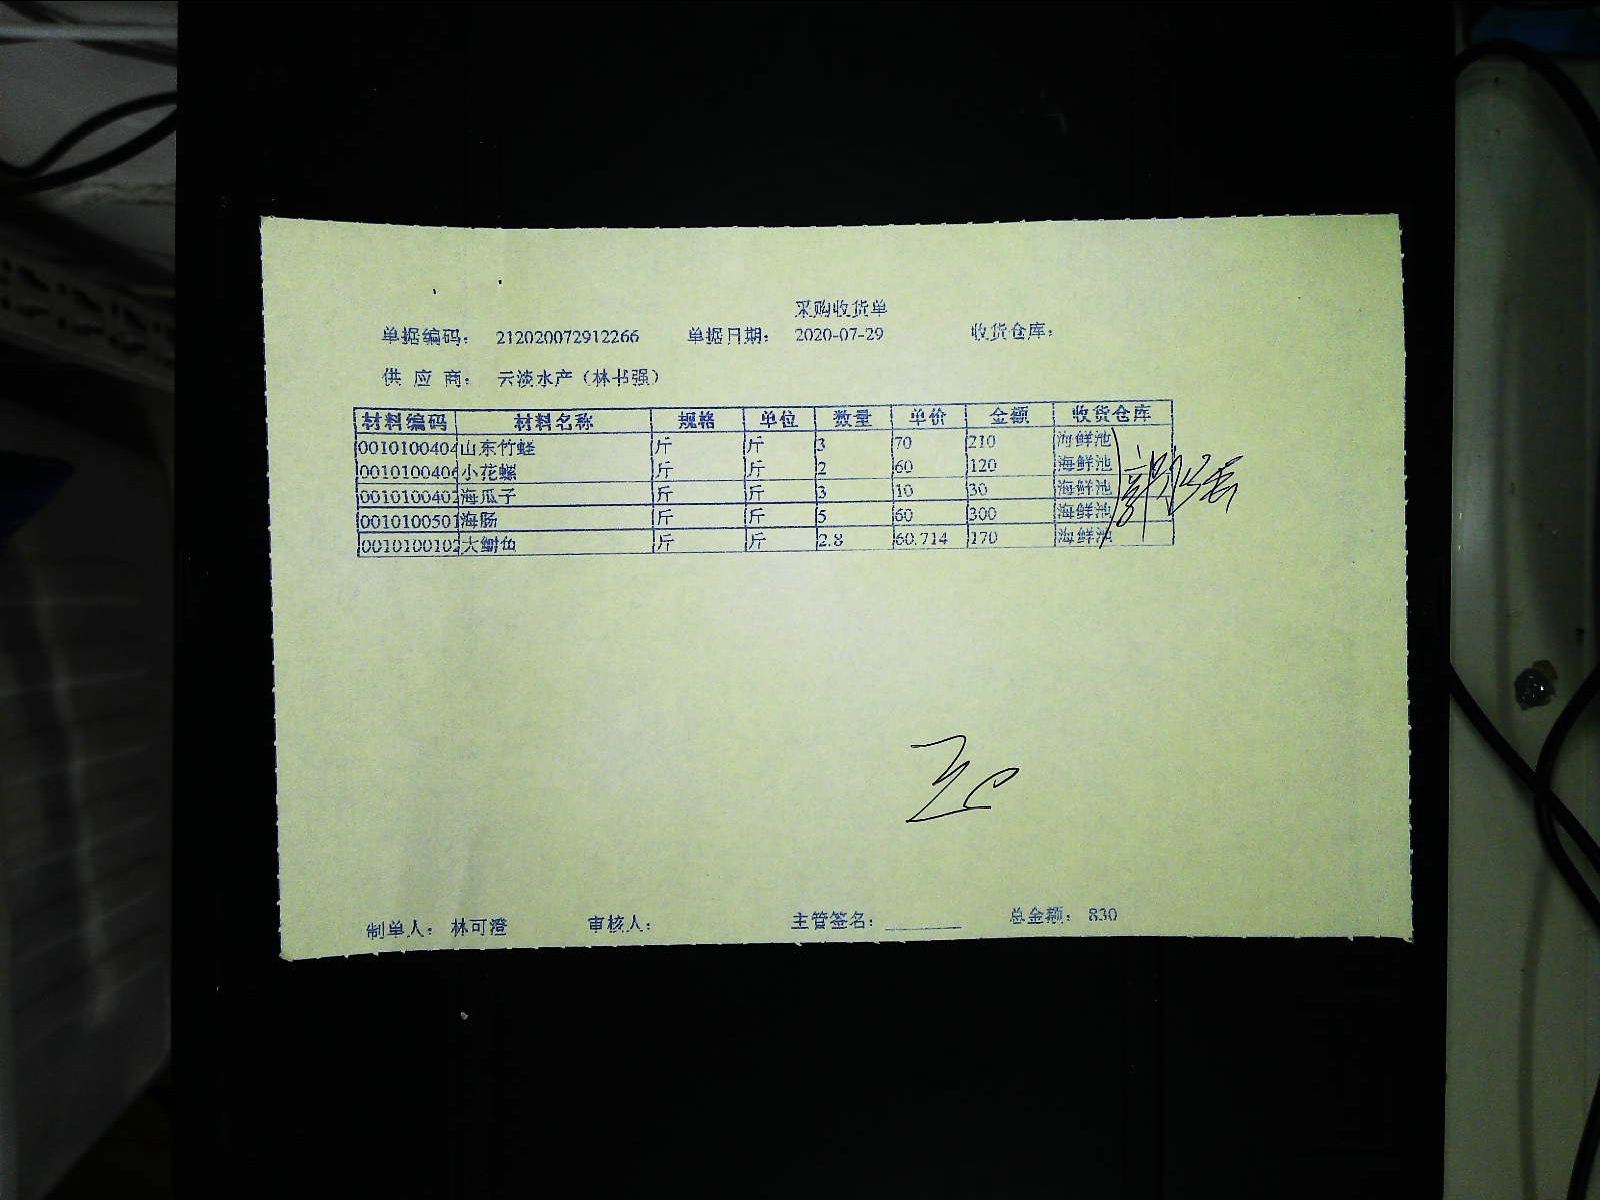 采购收货单
单据编码： 212020072912266 单据日期： 2020-07-29 收货仓库：
供 应 商： 云淡水产（林书强）
材料编码 材料名称 规格 单位 数量 单价 金额 收货仓库
0010100404 山东竹蛏 斤 斤 3 70 210 海鲜池
0010100406 小花螺 斤 斤 2 60 120 海鲜池
0010100402 海瓜子 斤 斤 3 10 30 海鲜池
0010100501 海肠 斤 斤 5 60 300 海鲜池
0010100102 大鲥鱼 斤 斤 2.8 60.714 170 海鲜池
制单人： 林可澄 审核人： 主管签名： 总金额： 830